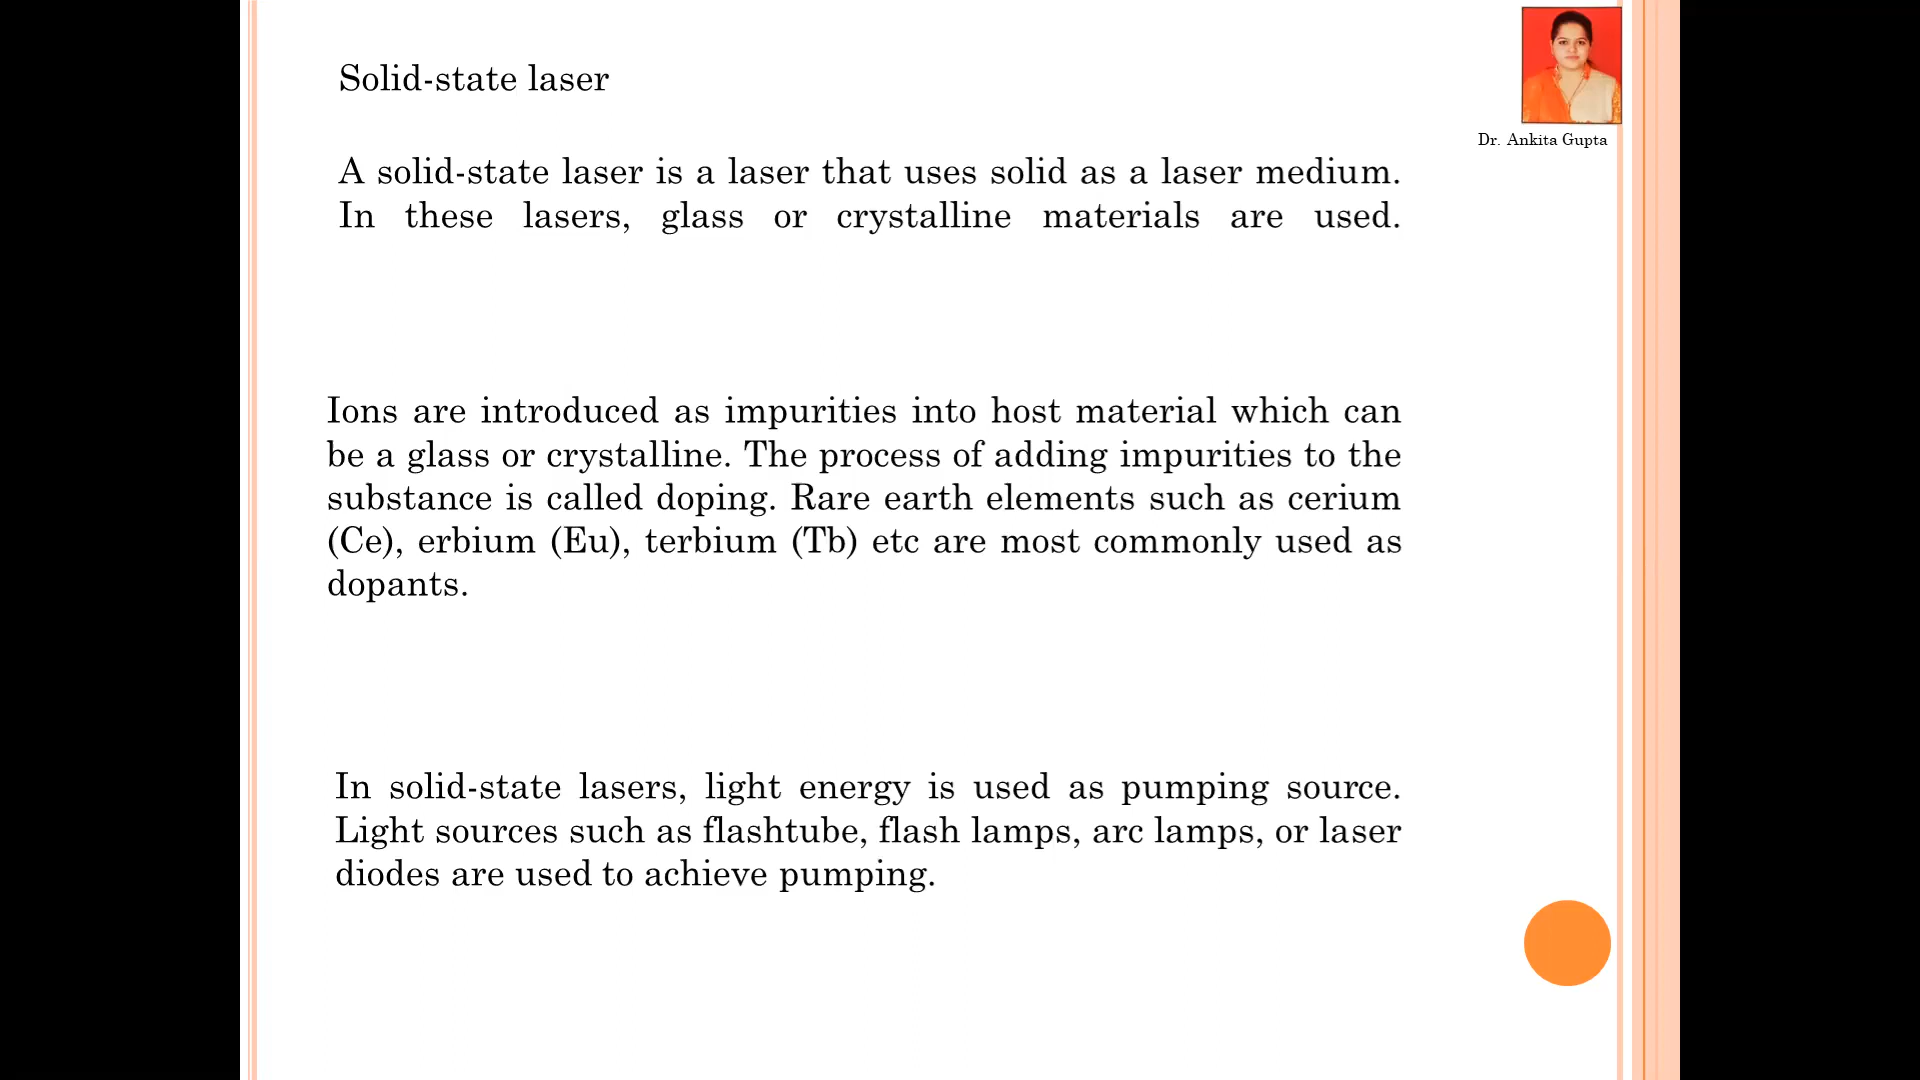 Solid-state laser
Dr. Ankita Gupta
A solid-state laser is a laser that uses solid as a laser medium.
In these lasers, glass or crystalline materials are used.
Ions are introduced as impurities into host material which can
be a glass or crystalline. The process of adding impurities to the
substance is called doping. Rare earth elements such as cerium
(Ce), erbium (Eu), terbium (Tb) etc are most commonly used as
dopants.
In solid-state lasers, light energy is used as pumping source.
Light sources such as flashtube, flash lamps, arc lamps, or laser
diodes are used to achieve pumping.